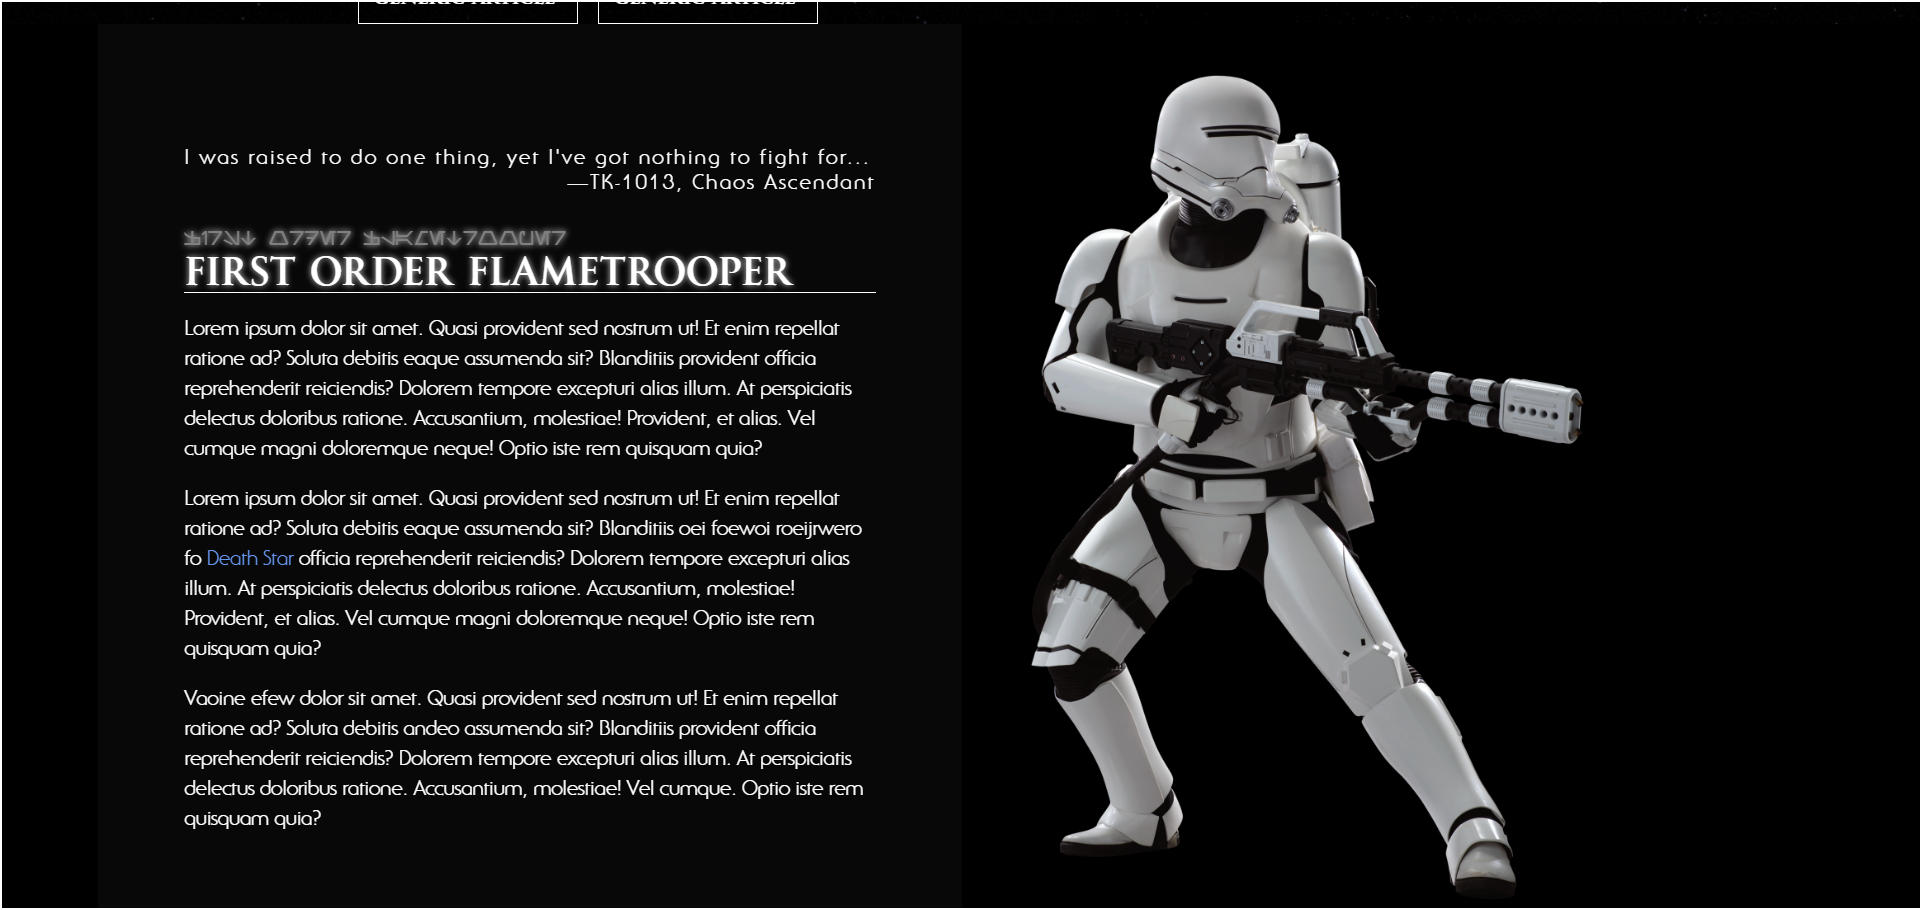 GENERIC ARTICLE GENERIC ARTICLE
I was raised to do one thing, yet I've got nothing to fight for...
—TK-1013, Chaos Ascendant
FIRST ORDER FLAMETROOPER
Lorem ipsum dolor sit amet. Quasi provident sed nostrum ut! Et enim repellat
ratione ad? Soluta debitis eaque assumenda sit? Blanditiis provident officia
reprehenderit reiciendis? Dolorem tempore excepturi alias illum. At perspiciatis
delectus doloribus ratione. Accusantium, molestiae! Provident, et alias. Vel
cumque magni doloremque neque! Optio iste rem quisquam quia?
Lorem ipsum dolor sit amet. Quasi provident sed nostrum ut! Et enim repellat
ratione ad? Soluta debitis eaque assumenda sit? Blanditiis oei foewoi roeijrwero
fo Death Star officia reprehenderit reiciendis? Dolorem tempore excepturi alias
illum. At perspiciatis delectus doloribus ratione. Accusantium, molestiae!
Provident, et alias. Vel cumque magni doloremque neque! Optio iste rem
quisquam quia?
Vaoine efew dolor sit amet. Quasi provident sed nostrum ut! Et enim repellat
ratione ad? Soluta debitis andeo assumenda sit? Blanditiis provident officia
reprehenderit reiciendis? Dolorem tempore excepturi alias illum. At perspiciatis
delectus doloribus ratione. Accusantium, molestiae! Vel cumque. Optio iste rem
quisquam quia?